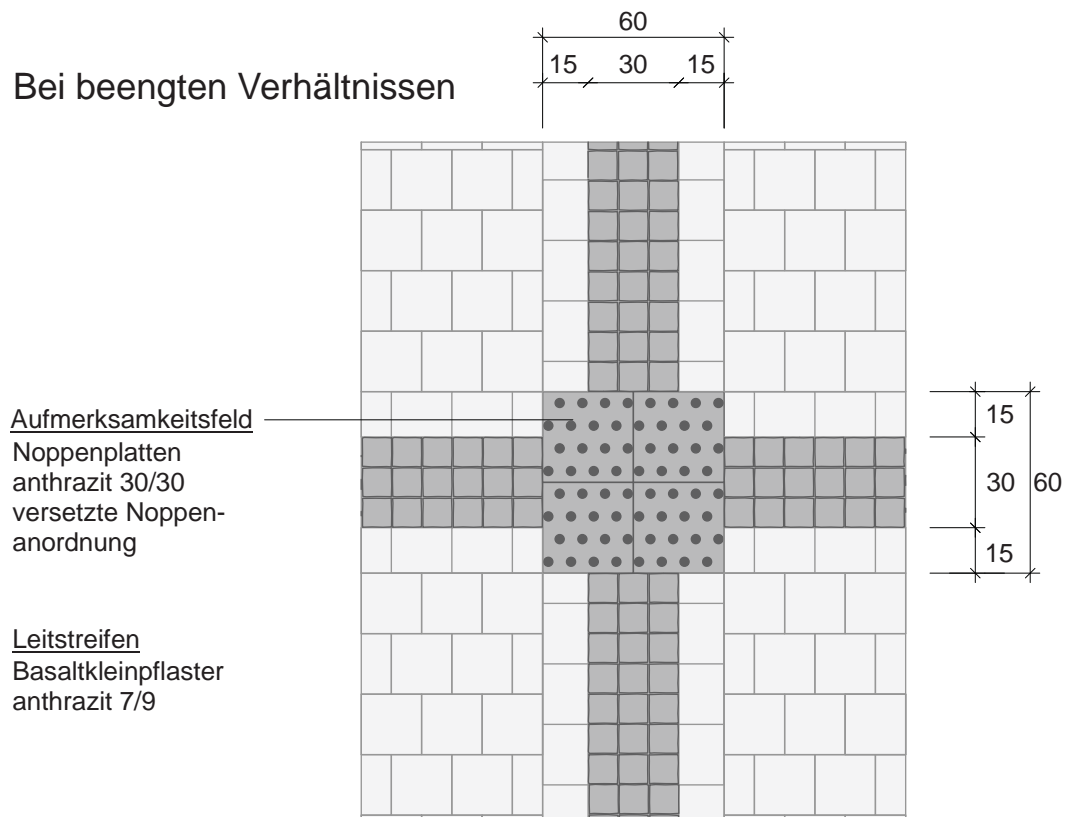 60
15 30 15
Bei beengten Verhältnissen
Aufmerksamkeitsfeld
Noppenplatten
anthrazit 30/30
versetzte Noppen-
anordnung
15
30 60
15
Leitstreifen
Basaltkleinpflaster
anthrazit 7/9